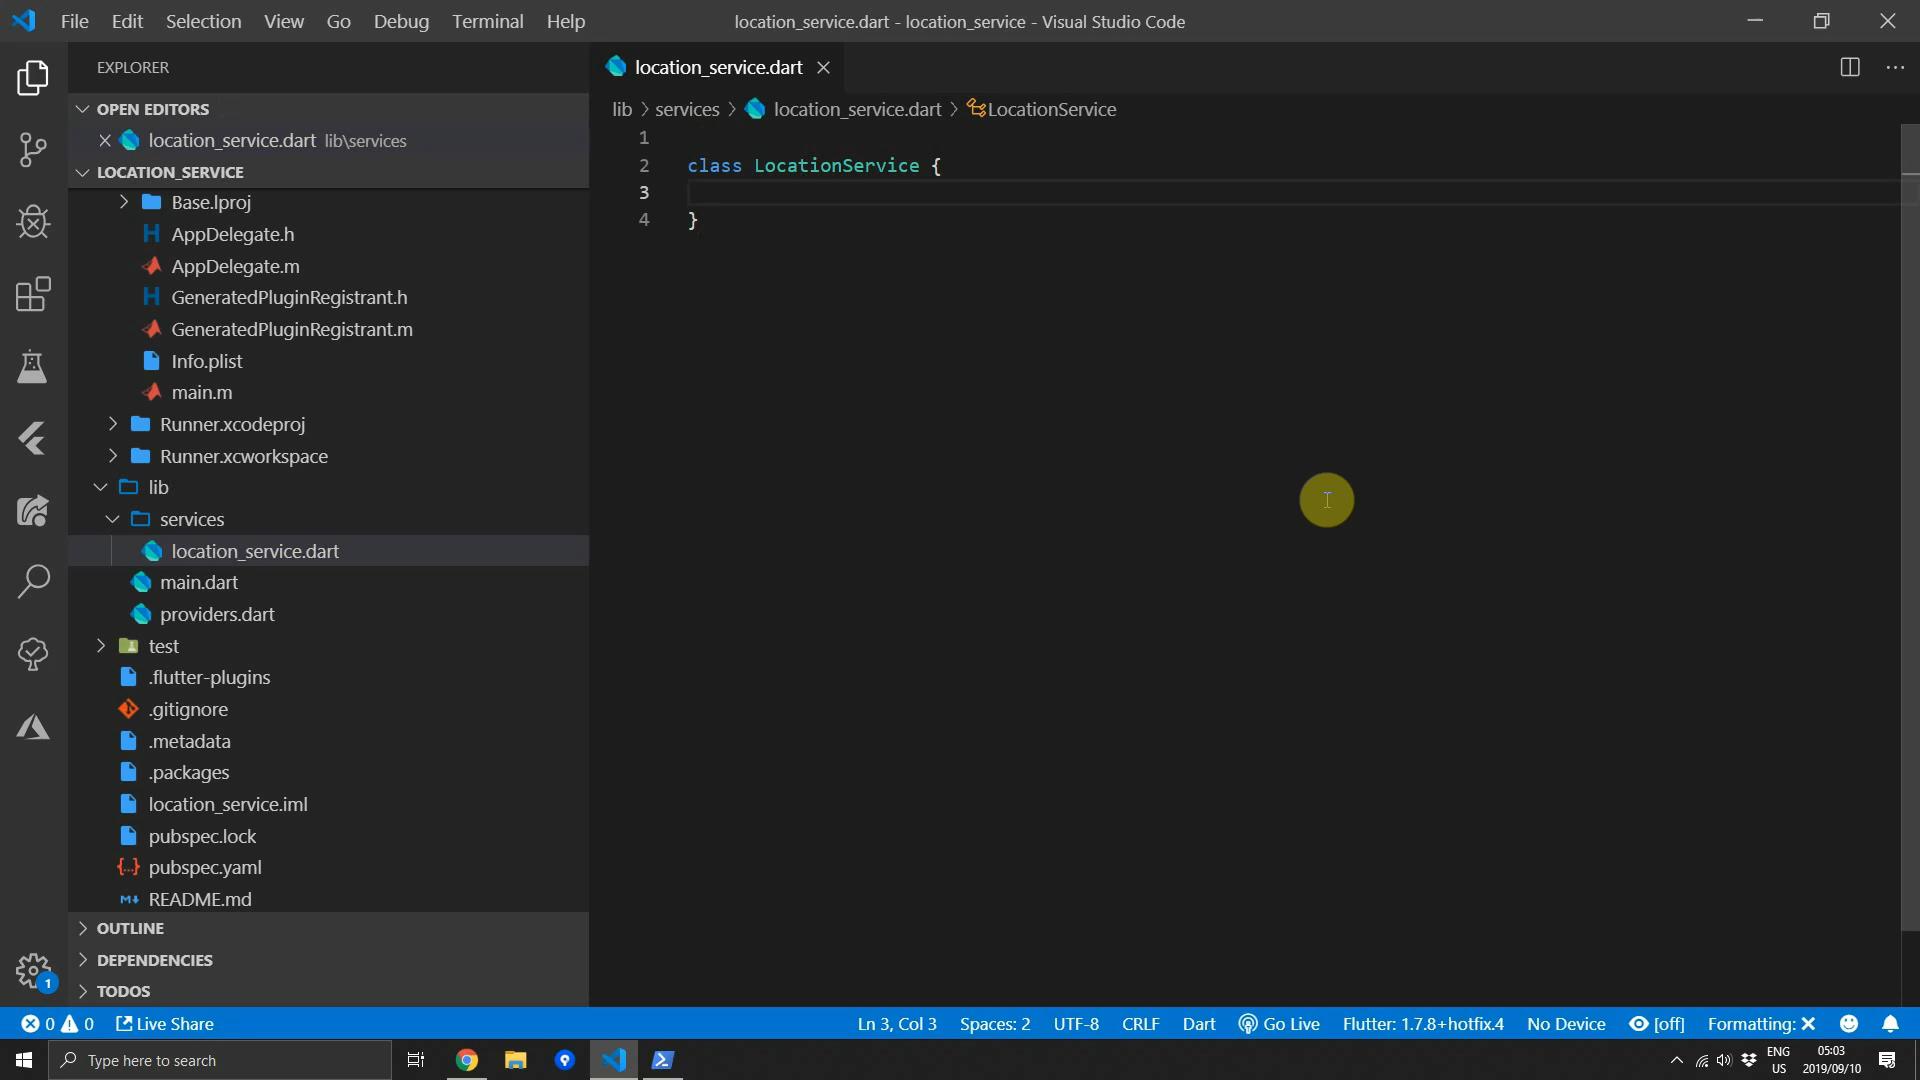 File Edit Selection View Go Debug Terminal Help
location_service.dart - location_service - Visual Studio Code
EXPLORER
OPEN EDITORS
location_service.dart lib\services
LOCATION_SERVICE
Base.lproj
H AppDelegate.h
AppDelegate.m
H GeneratedPluginRegistrant.h
GeneratedPluginRegistrant.m
Info.plist
main.m
Runner.xcodeproj
Runner.xcworkspace
lib
services
location_service.dart
main.dart
providers.dart
test
.flutter-plugins
.gitignore
.metadata
.packages
location_service.iml
pubspec.lock
{..} pubspec.yaml
M↓ README.md
OUTLINE
DEPENDENCIES
TODOS
1
location_service.dart
lib > services > location_service.dart > LocationService
1
2 class LocationService {
3
4 }
0 0 Live Share
Ln 3, Col 3 Spaces: 2 UTF-8 CRLF Dart Go Live Flutter: 1.7.8+hotfix.4 No Device [off] Formatting: ✕
Type here to search
ENG
US
05:03
2019/09/10